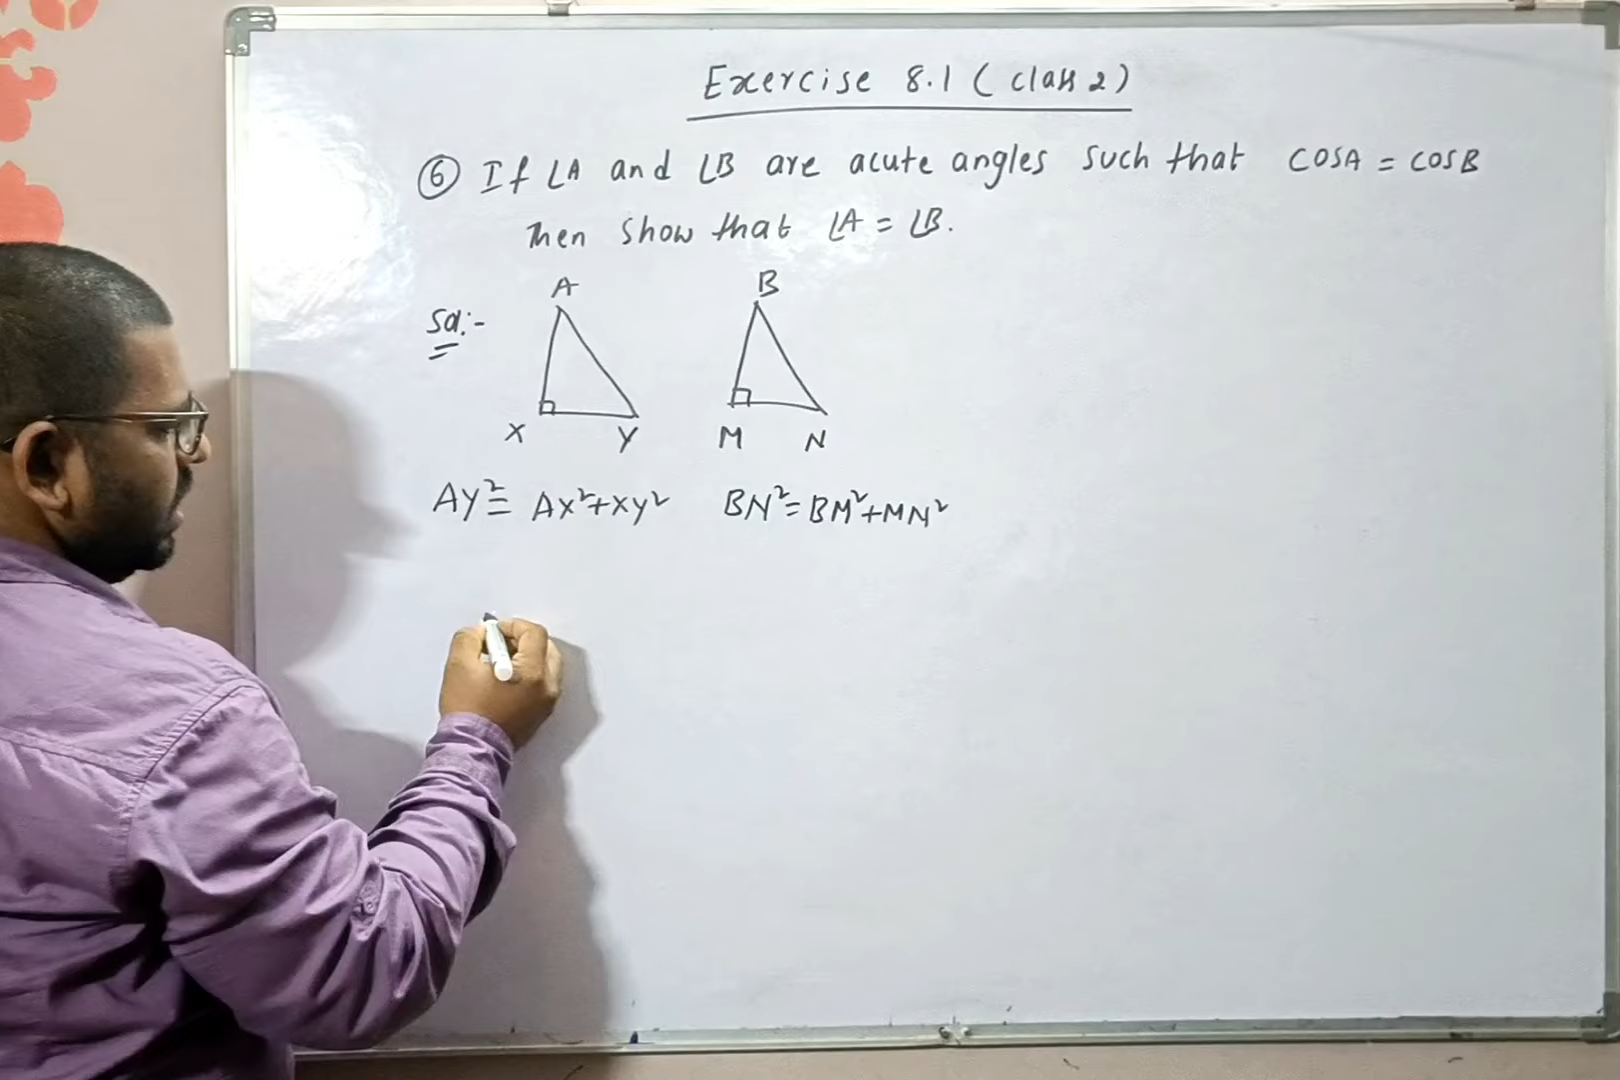 Exercise 8.1 (class 2)
⑥ If ∠A and ∠B are acute angles such that cosA = cosB
Then show that ∠A = ∠B.
Sol:-
A B
X Y M N
AY² = AX²+XY² BN² = BM²+MN²